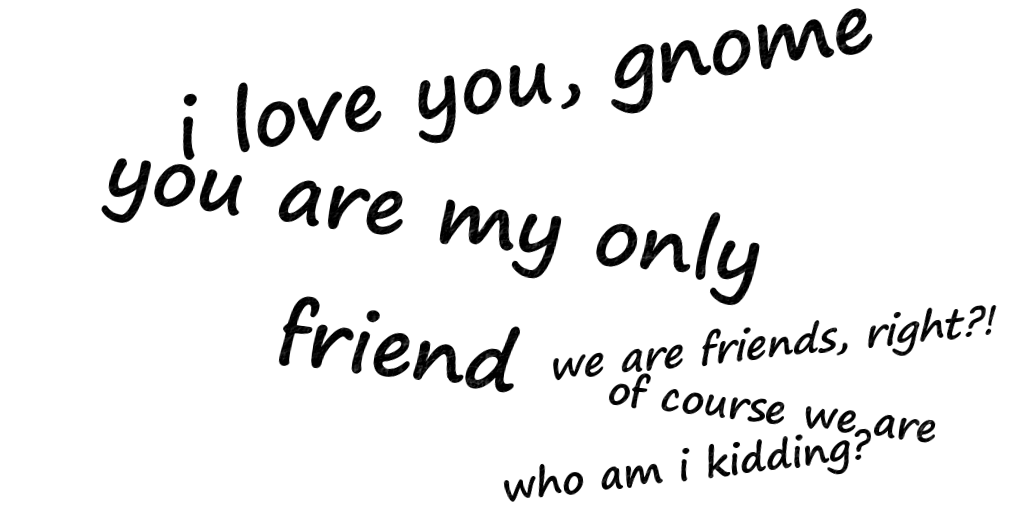 i love you, gnome
you are my only
friend
we are friends, right?!
of course we are
who am i kidding?